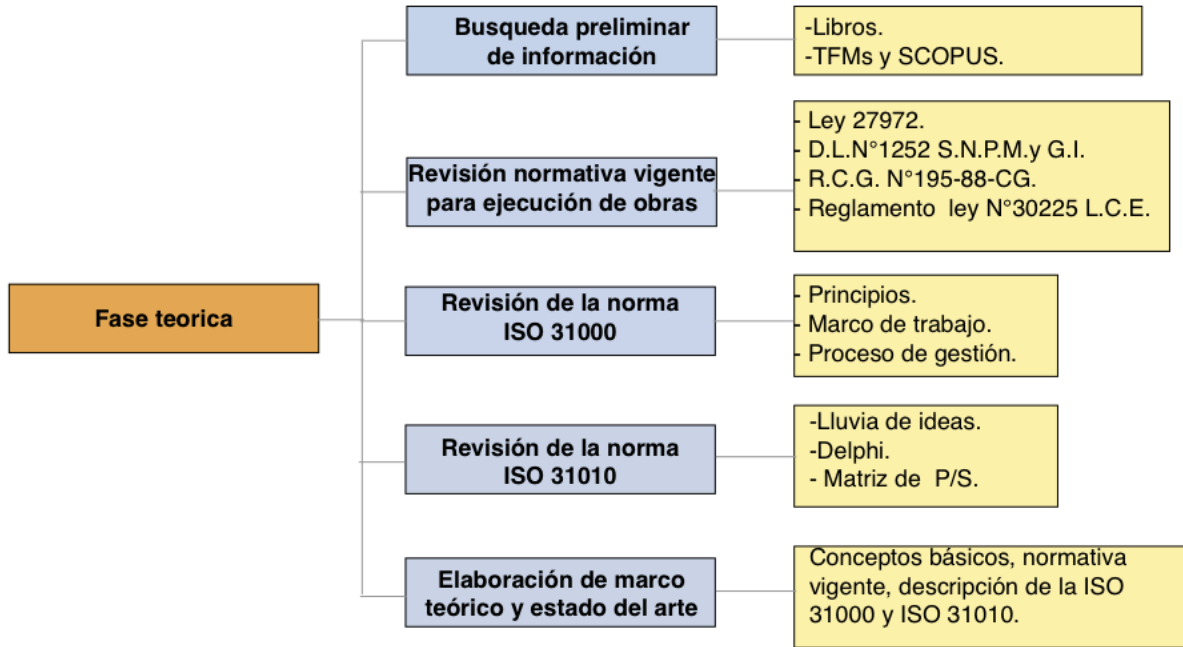 Fase teorica
Busqueda preliminar
de información
-Libros.
-TFMs y SCOPUS.
Revisión normativa vigente
para ejecución de obras
- Ley 27972.
- D.L.N°1252 S.N.P.M.y G.I.
- R.C.G. N°195-88-CG.
- Reglamento ley N°30225 L.C.E.
Revisión de la norma
ISO 31000
- Principios.
- Marco de trabajo.
- Proceso de gestión.
Revisión de la norma
ISO 31010
-Lluvia de ideas.
-Delphi.
- Matriz de P/S.
Elaboración de marco
teórico y estado del arte
Conceptos básicos, normativa
vigente, descripción de la ISO
31000 y ISO 31010.